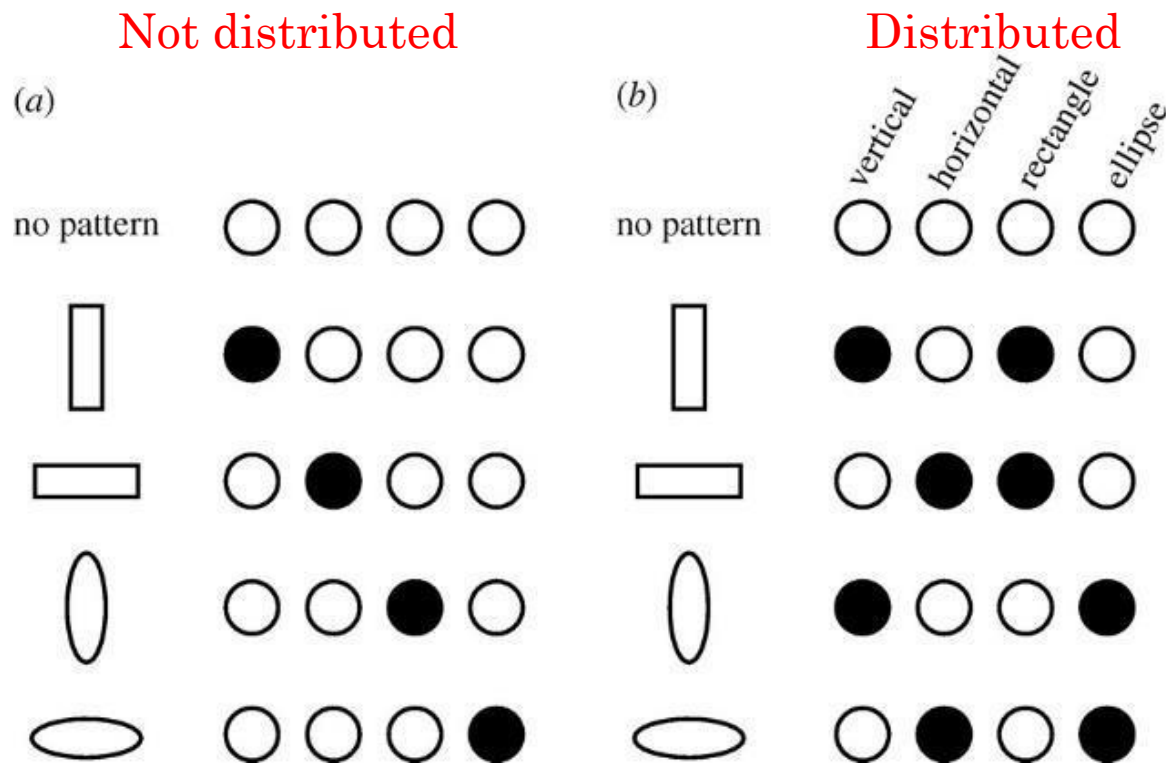 Not distributed
Distributed
(a)
(b)
vertical
horizontal
rectangle
ellipse
no pattern
no pattern